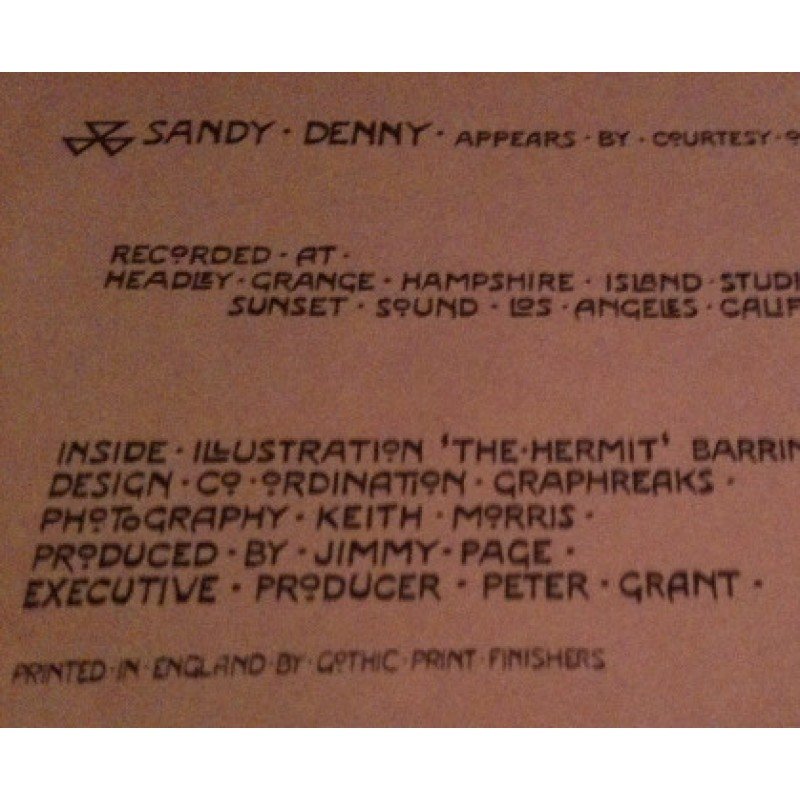 SANDY · DENNY · APPEARS · BY · COURTESY ·
RECORDED · AT ·
HEADLEY · GRANGE · HAMPSHIRE · ISLAND · STUDI
SUNSET · SOUND · LOS · ANGELES · CALIF
INSIDE · ILLUSTRATION 'THE · HERMIT' BARRIN
DESIGN · CO · ORDINATION · GRAPHREAKS ·
PHOTOGRAPHY · KEITH · MORRIS ·
PRODUCED · BY · JIMMY · PAGE ·
EXECUTIVE · PRODUCER · PETER · GRANT ·
PRINTED · IN · ENGLAND · BY · GOTHIC · PRINT · FINISHERS